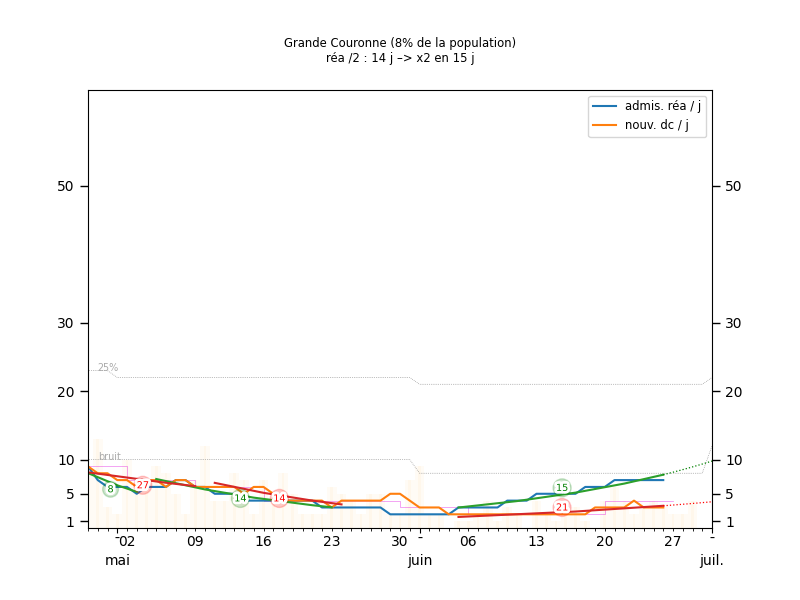 Grande Couronne (8% de la population)
réa /2 : 14 j –> x2 en 15 j
admis. réa / j
nouv. dc / j
50 50
30 30
25%
20 20
bruit
10 10
8 27 14 14 15 21
5 5
1 1
02 09 16 23 30 - 06 13 20 27 -
mai juin juil.